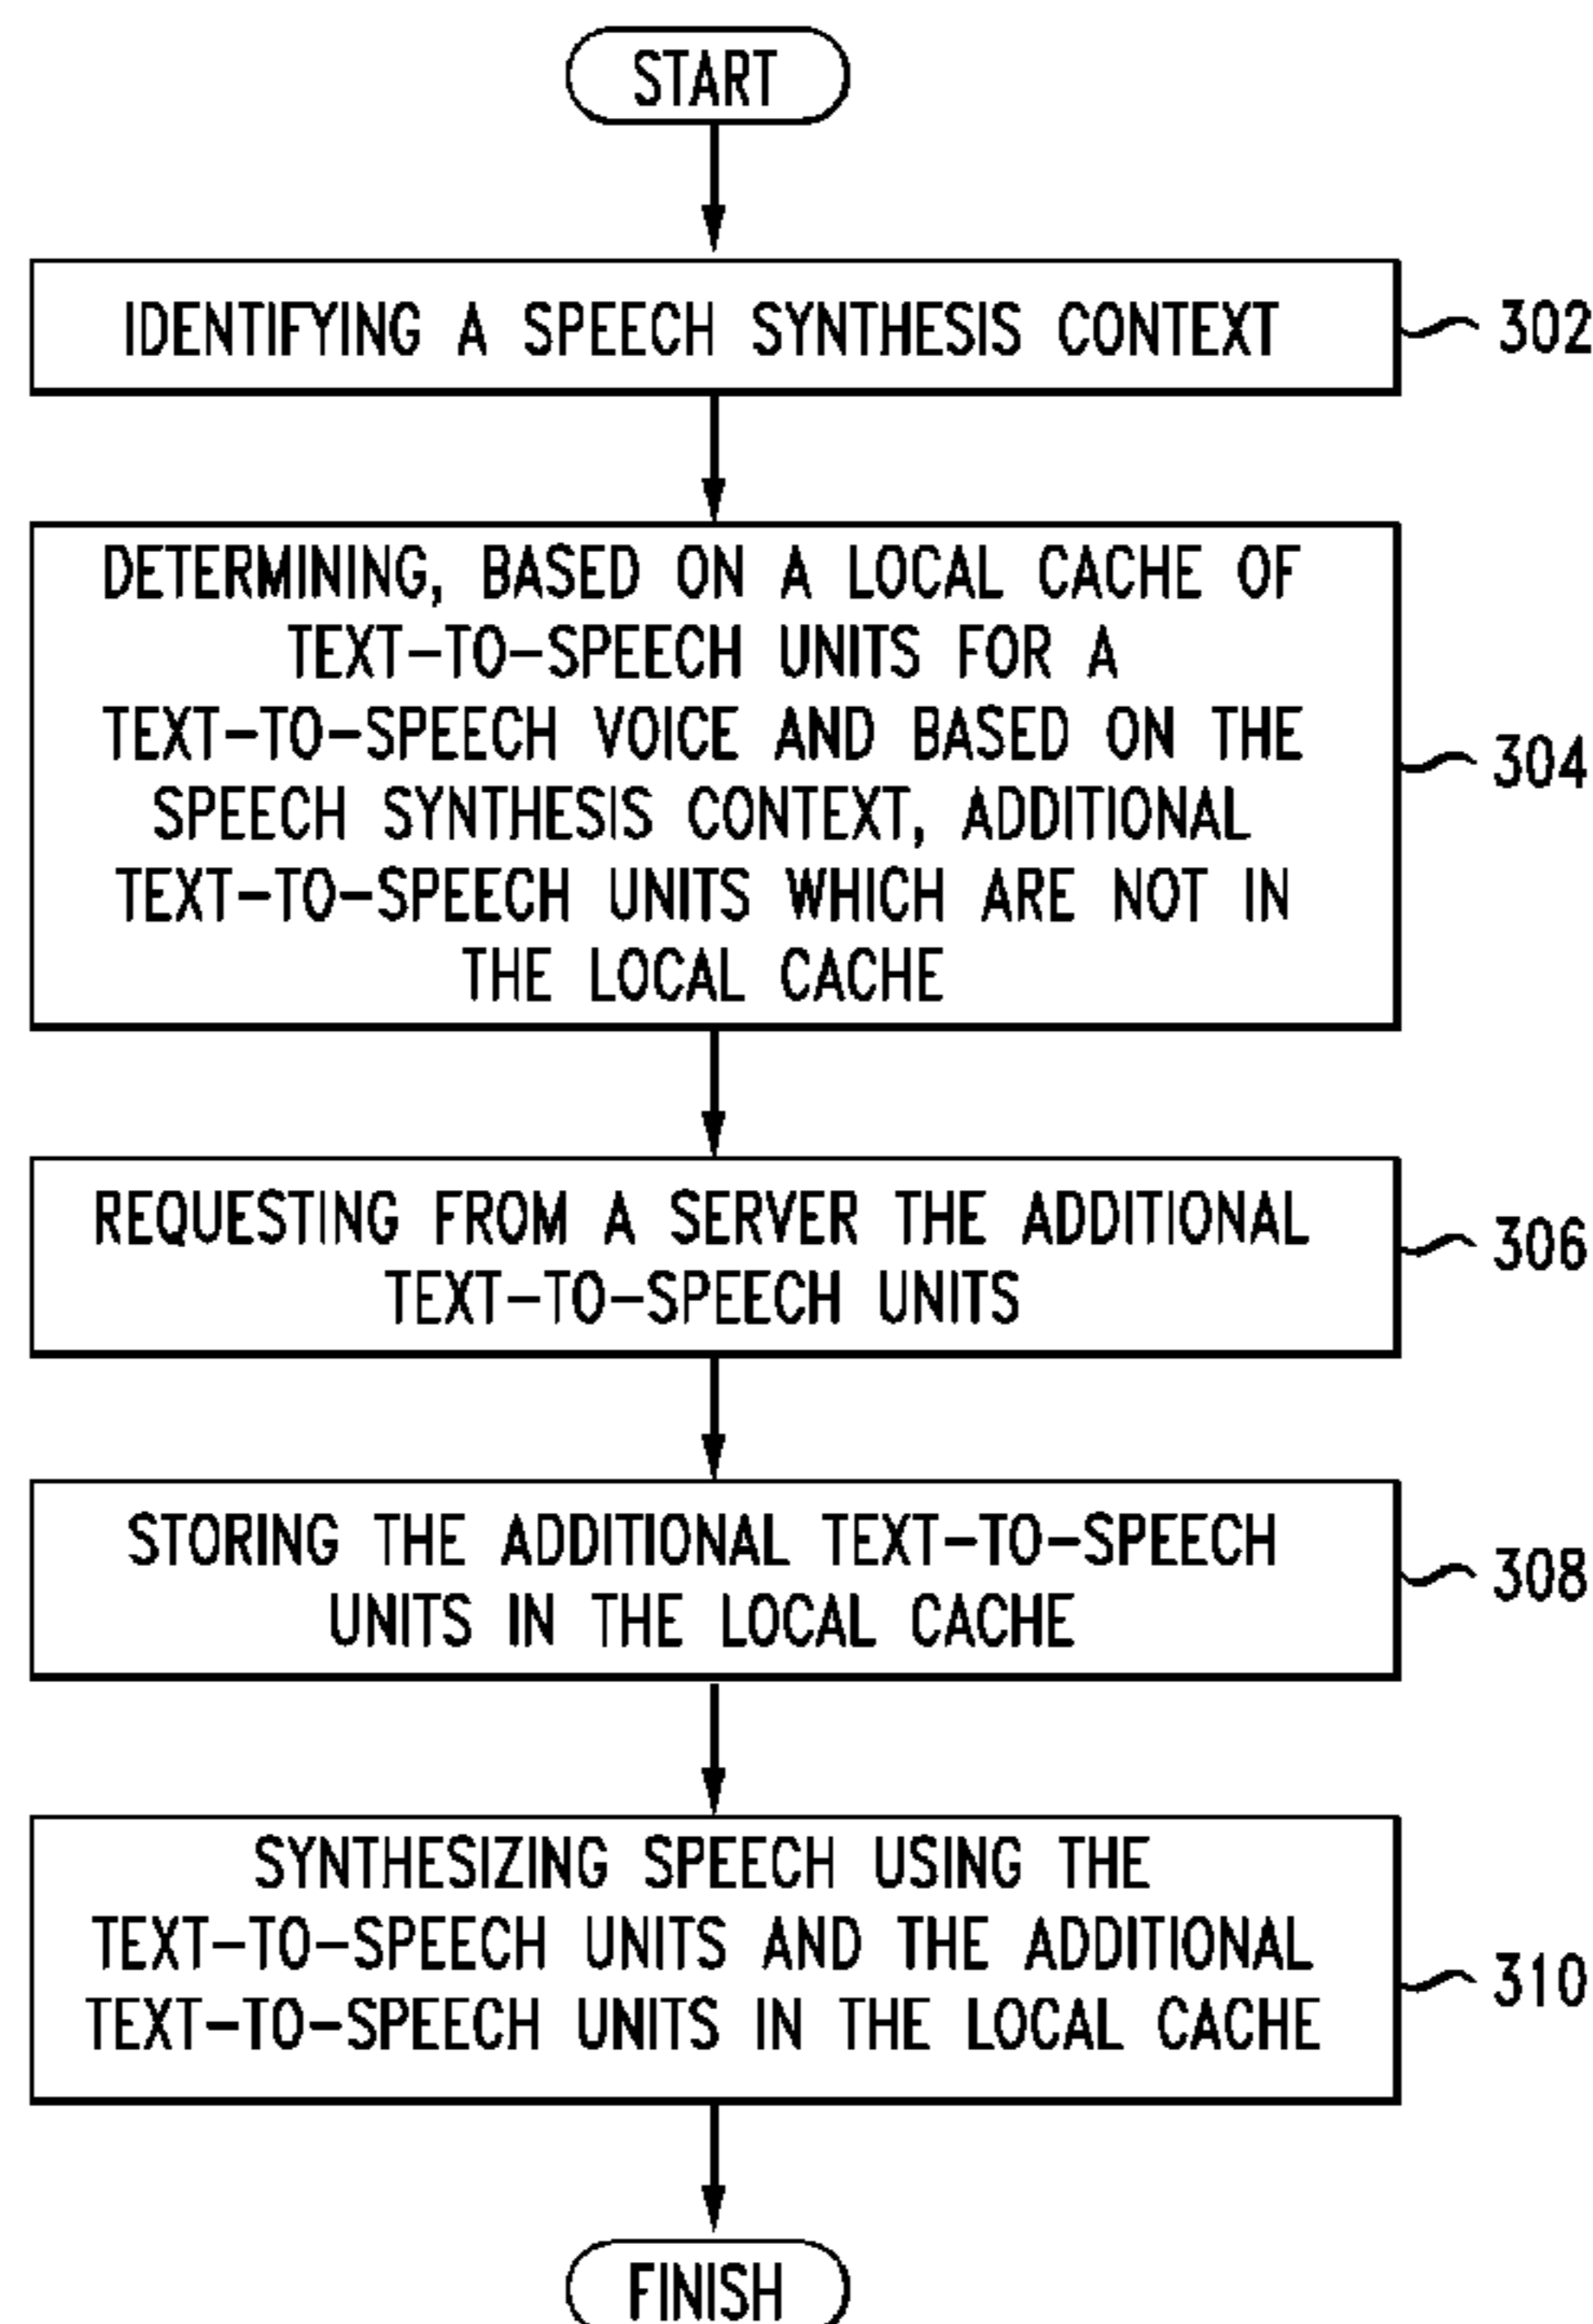 START
IDENTIFYING A SPEECH SYNTHESIS CONTEXT
302
DETERMINING, BASED ON A LOCAL CACHE OF
TEXT-TO-SPEECH UNITS FOR A
TEXT-TO-SPEECH VOICE AND BASED ON THE
SPEECH SYNTHESIS CONTEXT, ADDITIONAL
TEXT-TO-SPEECH UNITS WHICH ARE NOT IN
THE LOCAL CACHE
304
REQUESTING FROM A SERVER THE ADDITIONAL
TEXT-TO-SPEECH UNITS
306
STORING THE ADDITIONAL TEXT-TO-SPEECH
UNITS IN THE LOCAL CACHE
308
SYNTHESIZING SPEECH USING THE
TEXT-TO-SPEECH UNITS AND THE ADDITIONAL
TEXT-TO-SPEECH UNITS IN THE LOCAL CACHE
310
FINISH